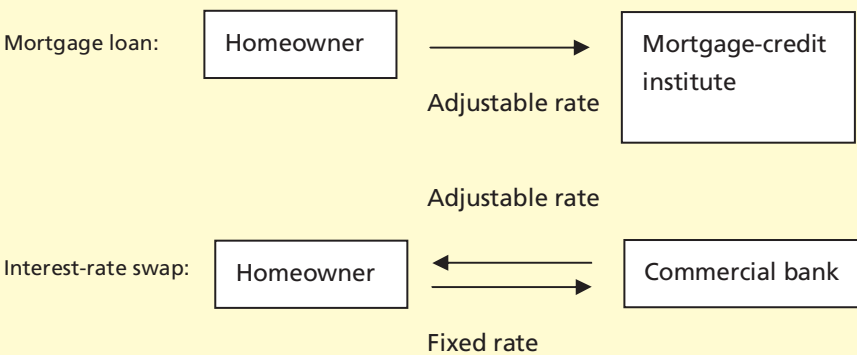 Mortgage loan:
Homeowner
Mortgage-credit
institute
Adjustable rate
Adjustable rate
Interest-rate swap:
Homeowner
Commercial bank
Fixed rate